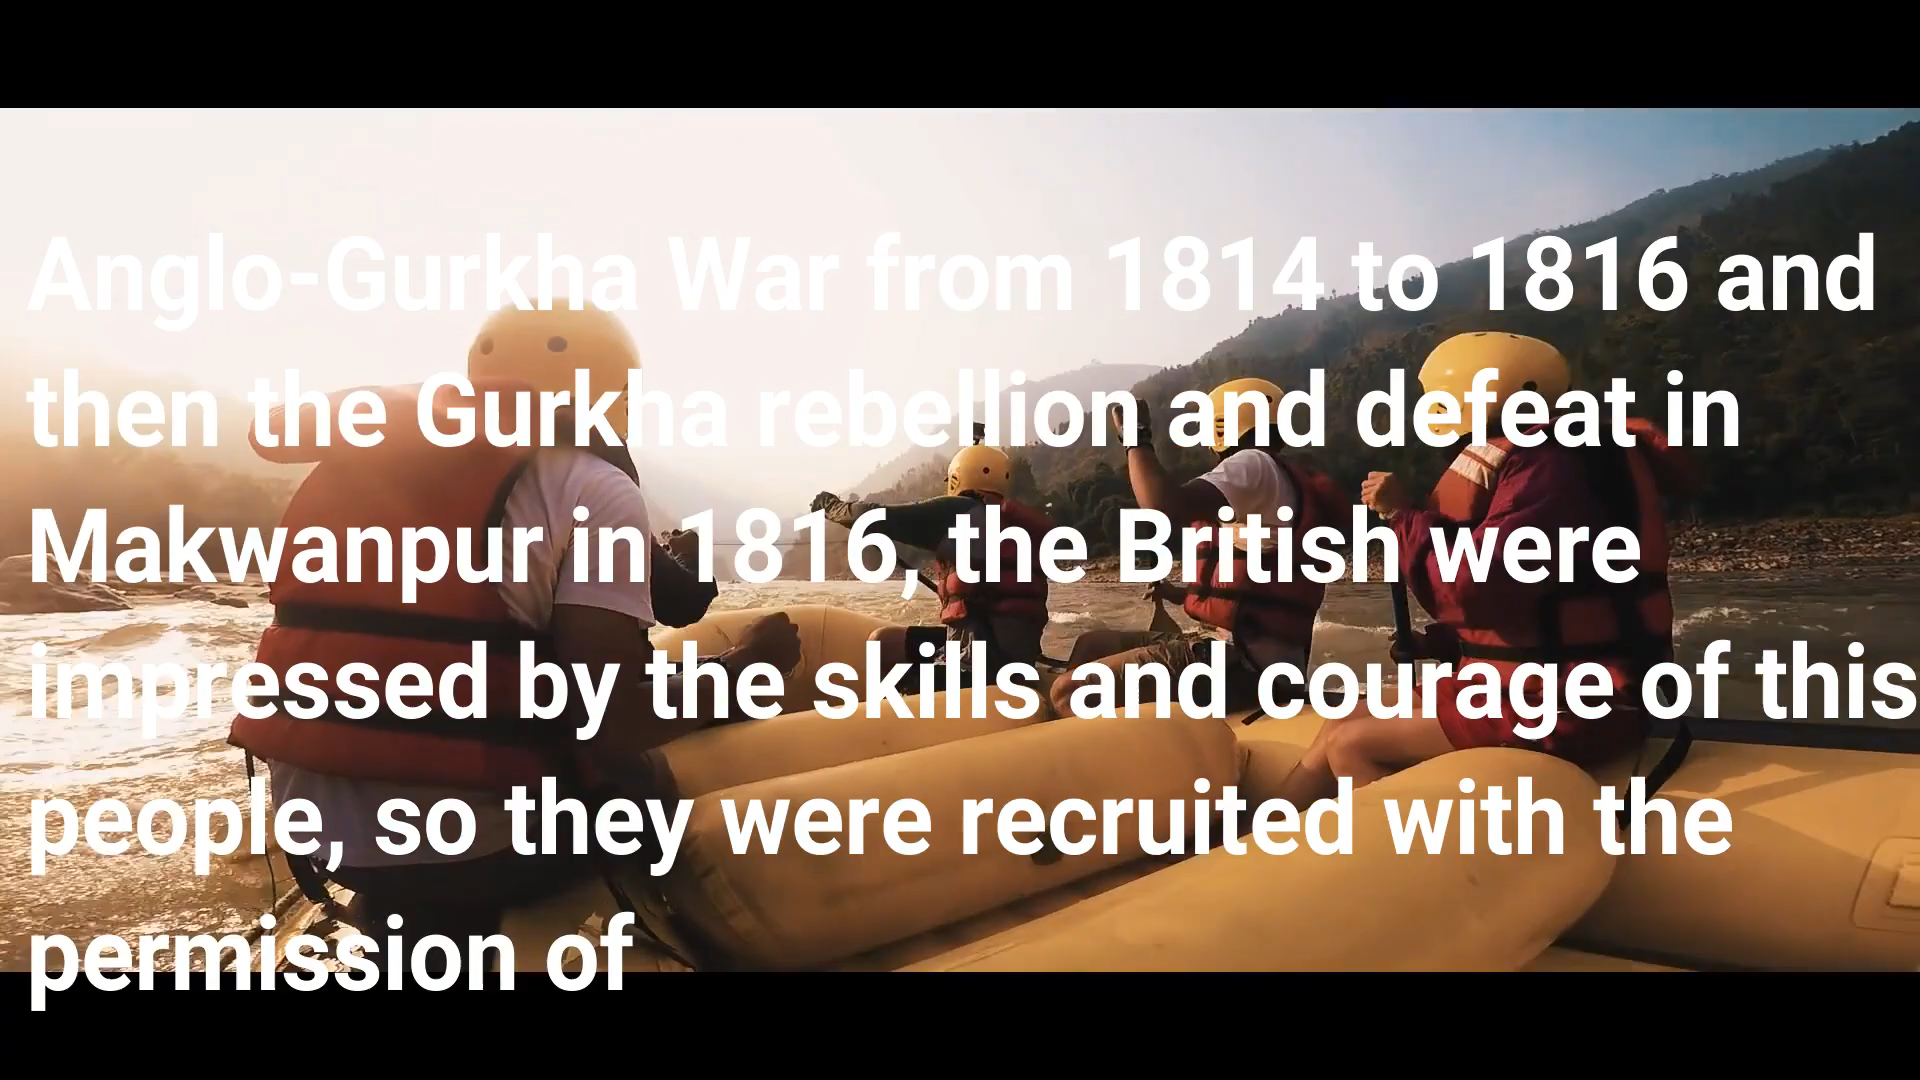 Anglo-Gurkha War from 1814 to 1816 and
then the Gurkha rebellion and defeat in
Makwanpur in 1816, the British were
impressed by the skills and courage of this
people, so they were recruited with the
permission of